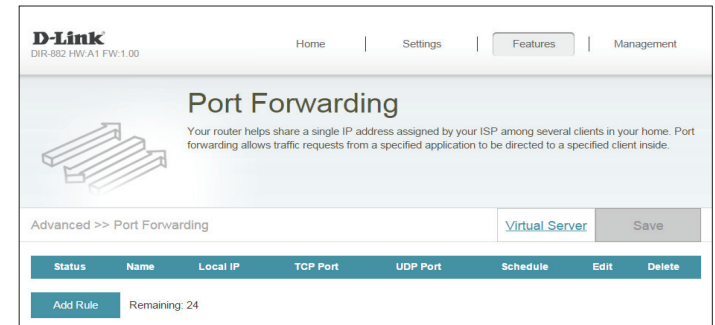 D-Link
DIR-882 HW:A1 FW:1.00
Home | Settings | Features | Management
Port Forwarding
Your router helps share a single IP address assigned by your ISP among several clients in your home. Port
forwarding allows traffic requests from a specified application to be directed to a specified client inside.
Advanced >> Port Forwarding
Virtual Server
Save
Status Name Local IP TCP Port UDP Port Schedule Edit Delete
Add Rule Remaining: 24